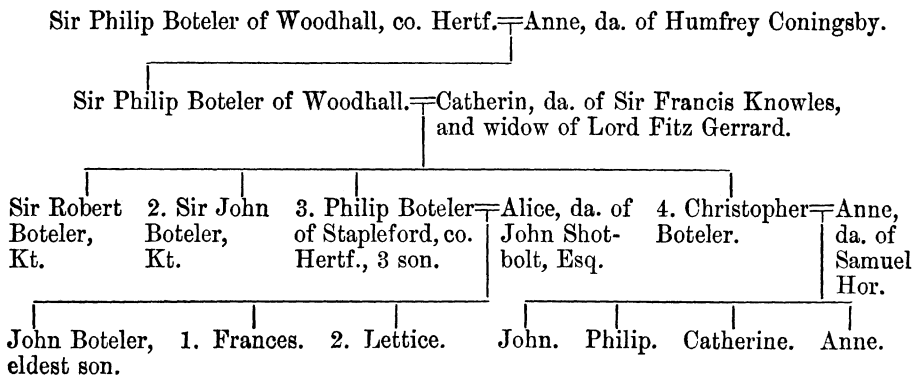 Sir Philip Boteler of Woodhall, co. Hertf.=Anne, da. of Humfrey Coningsby.
Sir Philip Boteler of Woodhall.=Catherin, da. of Sir Francis Knowles,
and widow of Lord Fitz Gerrard.
Sir Robert
Boteler,
Kt.
2. Sir John
Boteler,
Kt.
3. Philip Boteler=Alice, da. of
of Stapleford, co.
Hertf., 3 son.
John Shot-
bolt, Esq.
4. Christopher=Anne,
Boteler.
da. of
Samuel
Hor.
John Boteler,
eldest son.
1. Frances.
2. Lettice.
John.
Philip.
Catherine.
Anne.